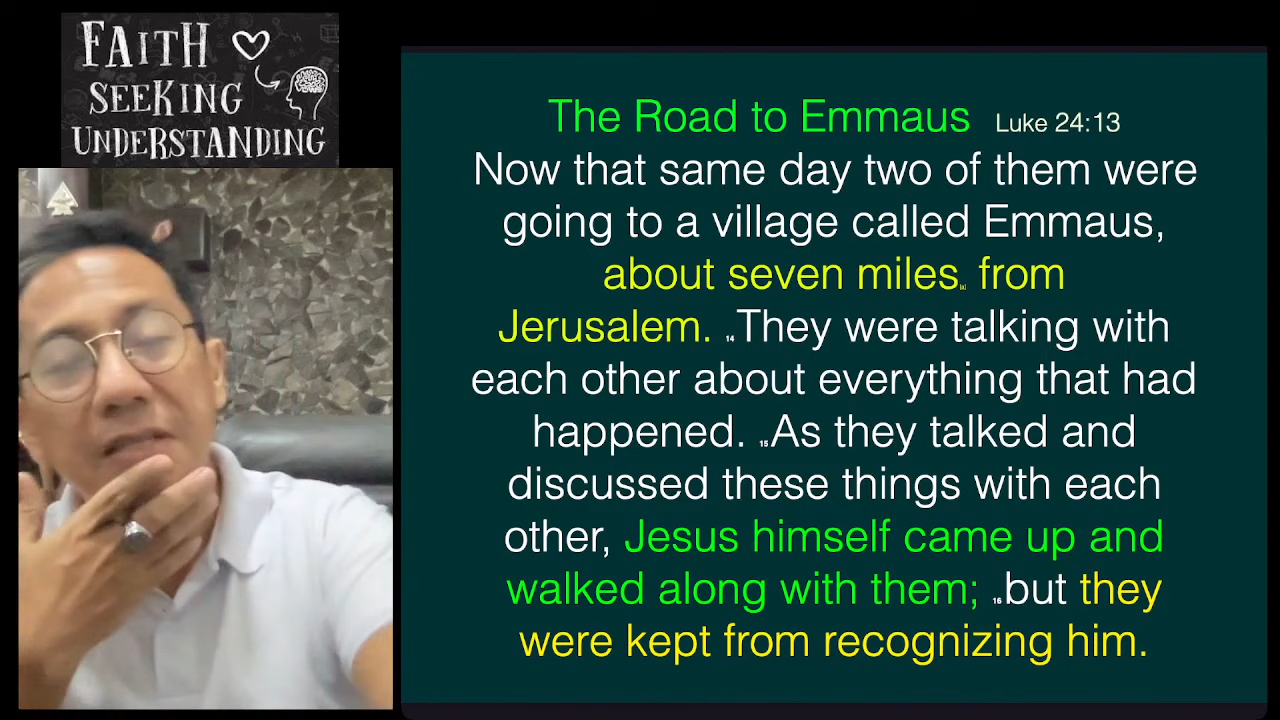 FAITH
SEEKING
UNDERSTANDING
The Road to Emmaus Luke 24:13
Now that same day two of them were
going to a village called Emmaus,
about seven miles[a] from
Jerusalem. 14 They were talking with
each other about everything that had
happened. 15 As they talked and
discussed these things with each
other, Jesus himself came up and
walked along with them; 16 but they
were kept from recognizing him.